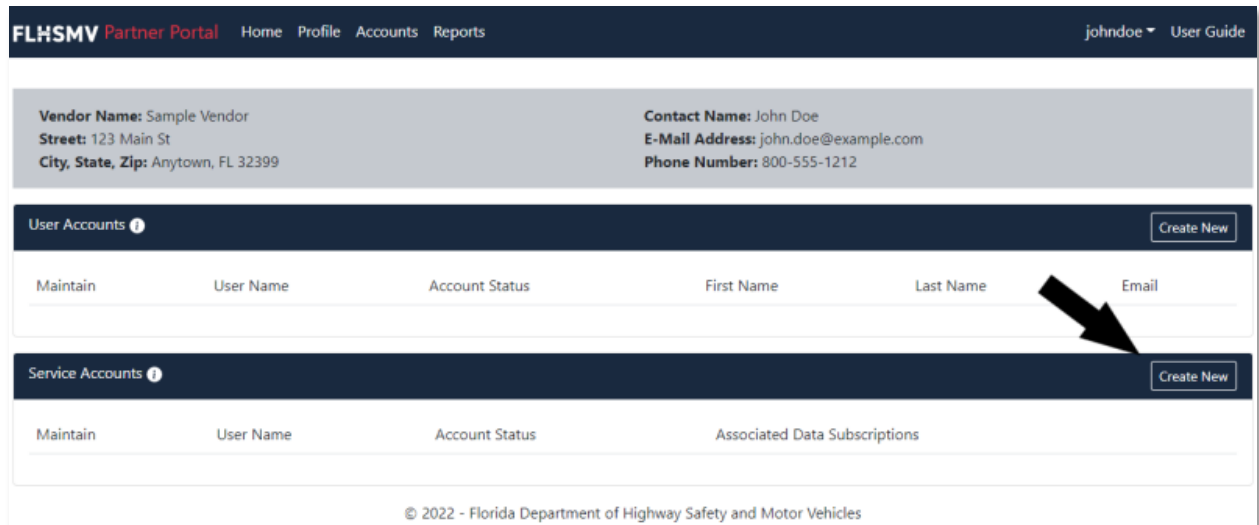 FLHSMV Partner Portal Home Profile Accounts Reports johndoe User Guide
Vendor Name: Sample Vendor Contact Name: John Doe
Street: 123 Main St E-Mail Address: john.doe@example.com
City, State, Zip: Anytown, FL 32399 Phone Number: 800-555-1212
User Accounts i Create New
Maintain User Name Account Status First Name Last Name Email
Service Accounts i Create New
Maintain User Name Account Status Associated Data Subscriptions
© 2022 - Florida Department of Highway Safety and Motor Vehicles